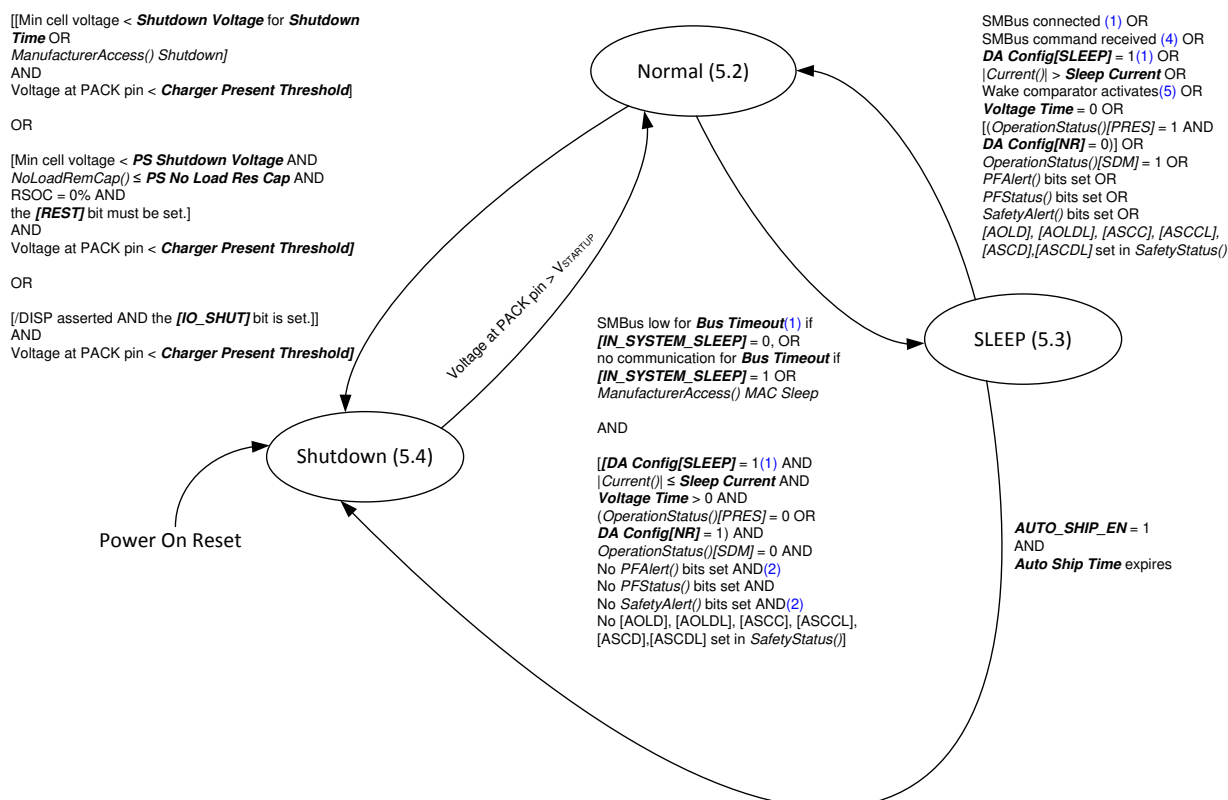 [[Min cell voltage < Shutdown Voltage for Shutdown
Time OR
ManufacturerAccess() Shutdown]
AND
Voltage at PACK pin < Charger Present Threshold]
OR
[Min cell voltage < PS Shutdown Voltage AND
NoLoadRemCap() ≤ PS No Load Res Cap AND
RSOC = 0% AND
the [REST] bit must be set.]
AND
Voltage at PACK pin < Charger Present Threshold]
OR
[/DISP asserted AND the [IO_SHUT] bit is set.]]
AND
Voltage at PACK pin < Charger Present Threshold]
Normal (5.2)
SMBus connected (1) OR
SMBus command received (4) OR
DA Config[SLEEP] = 1(1) OR
|Current()| > Sleep Current OR
Wake comparator activates(5) OR
Voltage Time = 0 OR
[(OperationStatus()[PRES] = 1 AND
DA Config[NR] = 0)] OR
OperationStatus()[SDM] = 1 OR
PFAlert() bits set OR
PFStatus() bits set OR
SafetyAlert() bits set OR
[AOLD], [AOLDL], [ASCC], [ASCCL],
[ASCD],[ASCDL] set in SafetyStatus()
Voltage at PACK pin > VSTARTUP
SLEEP (5.3)
SMBus low for Bus Timeout(1) if
[IN_SYSTEM_SLEEP] = 0, OR
no communication for Bus Timeout if
[IN_SYSTEM_SLEEP] = 1 OR
ManufacturerAccess() MAC Sleep
AND
[[DA Config[SLEEP] = 1(1) AND
|Current()| ≤ Sleep Current AND
Voltage Time > 0 AND
(OperationStatus()[PRES] = 0 OR
DA Config[NR] = 1) AND
OperationStatus()[SDM] = 0 AND
No PFAlert() bits set AND(2)
No PFStatus() bits set AND
No SafetyAlert() bits set AND(2)
No [AOLD], [AOLDL], [ASCC], [ASCCL],
[ASCD],[ASCDL] set in SafetyStatus()]
Shutdown (5.4)
Power On Reset
AUTO_SHIP_EN = 1
AND
Auto Ship Time expires